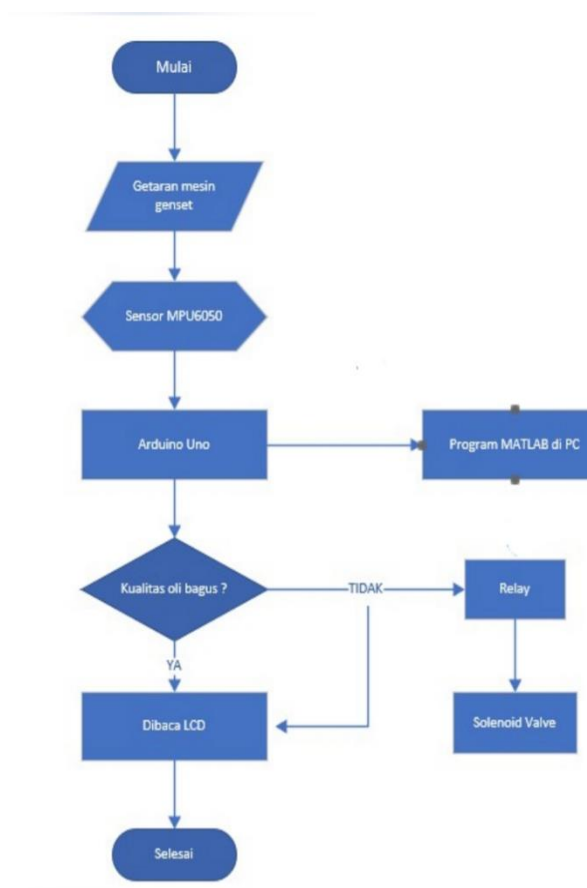 Mulai
Getaran mesin
genset
Sensor MPU6050
Arduino Uno
Program MATLAB di PC
Kualitas oli bagus ?
TIDAK
Relay
YA
Dibaca LCD
Solenoid Valve
Selesai